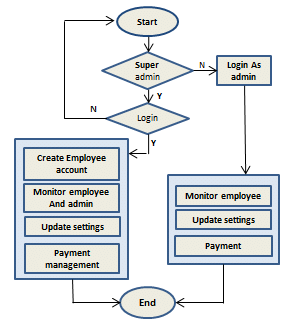 Start
Super
admin
N
Login As
admin
Y
N
Login
Y
Create Employee
account
Monitor employee
And admin
Update settings
Payment
management
Monitor employee
Update settings
Payment
End